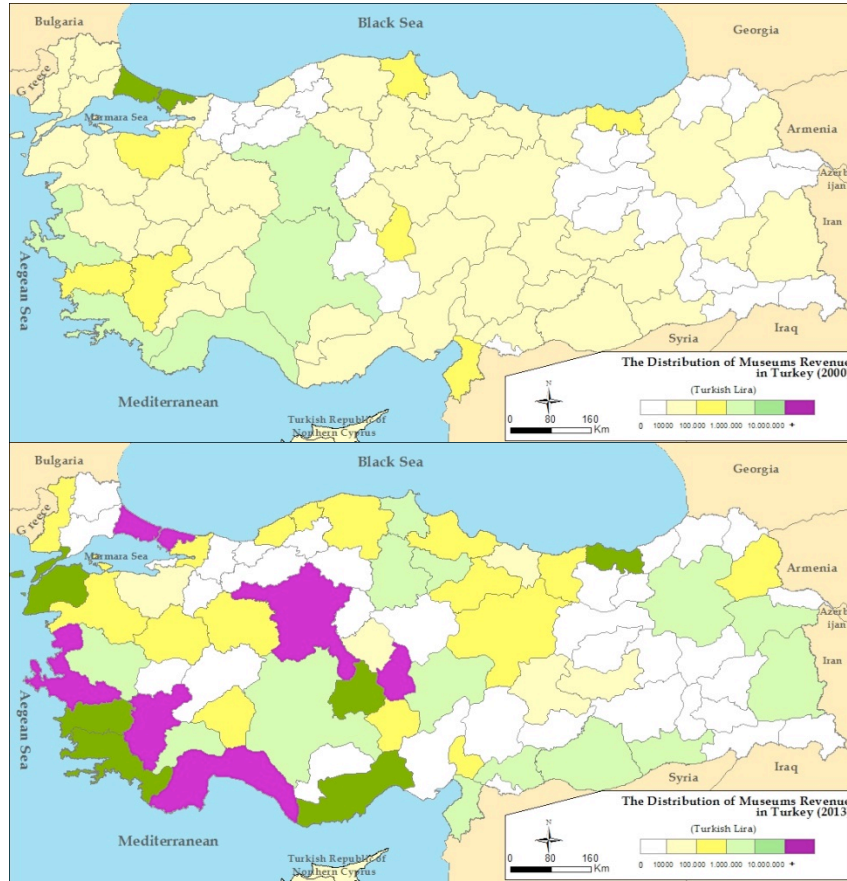 Bulgaria
Black Sea
Georgia
Greece
Marmara Sea
Armenia
Azerb
ijan
Iran
Aegean Sea
Syria
Iraq
Mediterranean
Turkish Republic of
Nonhern Cyprus
The Distribution of Museums Revenue
in Turkey (2000
(Turkish Lira)
N
0 80 160
Km
0 10000 100.000 1.000.000 10.000.000 +
Bulgaria
Black Sea
Georgia
Greece
Marmara Sea
Armenia
Azerb
ijan
Iran
Aegean Sea
Syria
Iraq
Mediterranean
Turkish Republic of
Nonhern Cyprus
The Distribution of Museums Revenue
in Turkey (2013
(Turkish Lira)
N
0 80 160
Km
0 10000 100.000 1.000.000 10.000.000 +